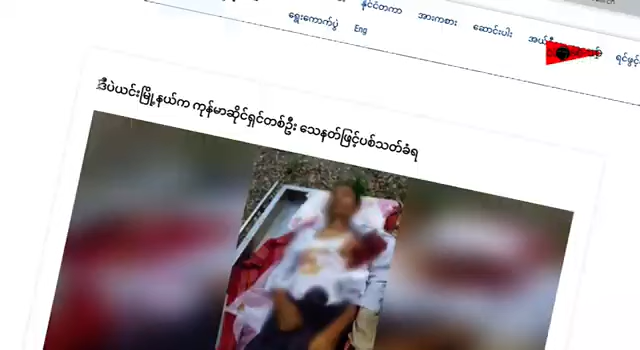 နိုင်ငံတကာ အားကစား ဆောင်းပါး
ရွေးကောက်ပွဲ Eng
ဒီပဲယင်းမြို့နယ်က ကုန်မာဆိုင်ရှင်တစ်ဦး သေနတ်ဖြင့်ပစ်သတ်ခံရ